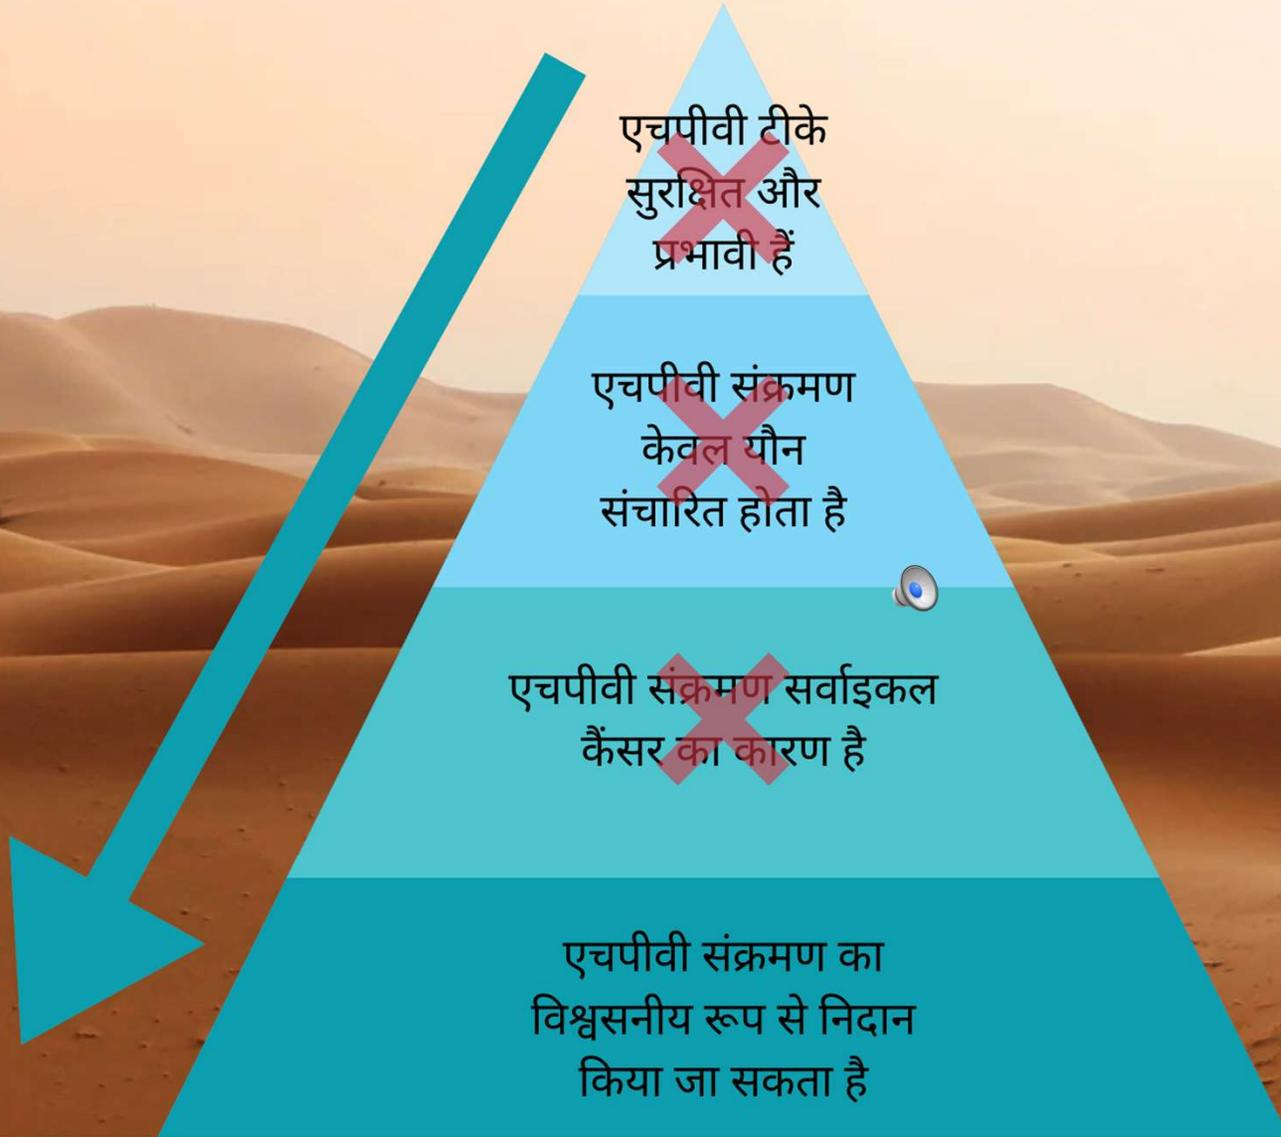 एचपीवी टीके
सुरक्षित और
प्रभावी हैं
एचपीवी संक्रमण
केवल यौन
संचारित होता है
एचपीवी संक्रमण सर्वाइकल
कैंसर का कारण है
एचपीवी संक्रमण का
विश्वसनीय रूप से निदान
किया जा सकता है